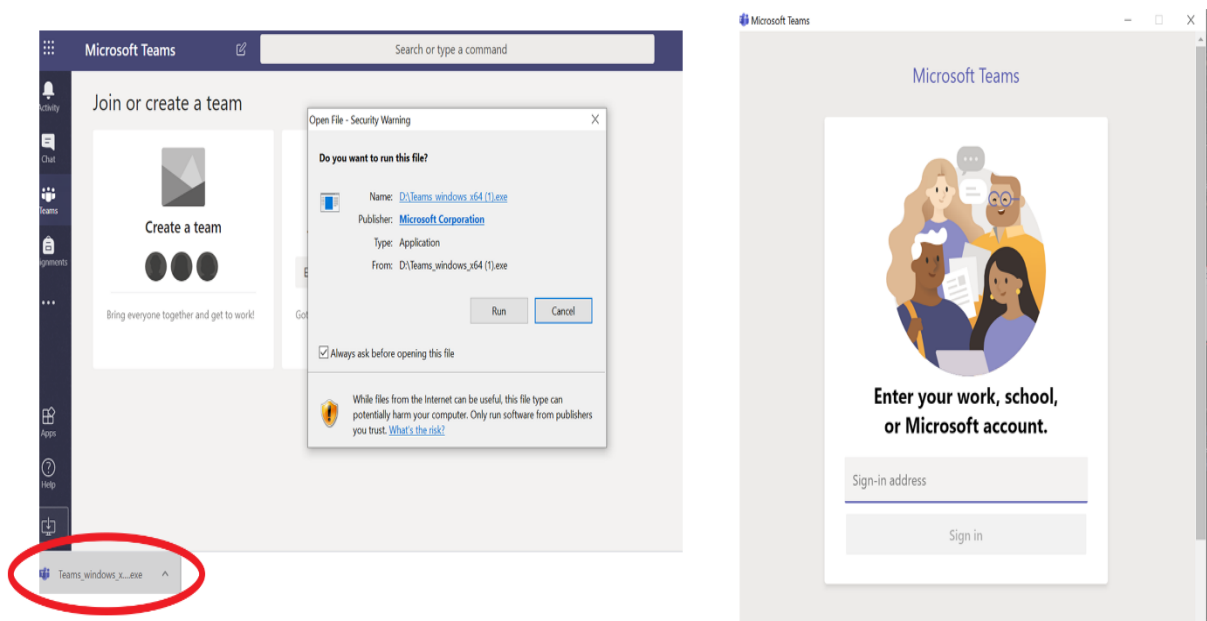 Microsoft Teams
Search or type a command
Activity
Chat
Teams
ignments
Apps
Help
Join or create a team
Create a team
Bring everyone together and get to work!
Got
Open File - Security Warning
Do you want to run this file?
Name: D:\Teams_windows_x64 (1).exe
Publisher: Microsoft Corporation
Type: Application
From: D:\Teams_windows_x64 (1).exe
Run Cancel
Always ask before opening this file
While files from the Internet can be useful, this file type can
potentially harm your computer. Only run software from publishers
you trust. What's the risk?
Teams_windows_x....exe
Microsoft Teams
Microsoft Teams
Enter your work, school,
or Microsoft account.
Sign-in address
Sign in